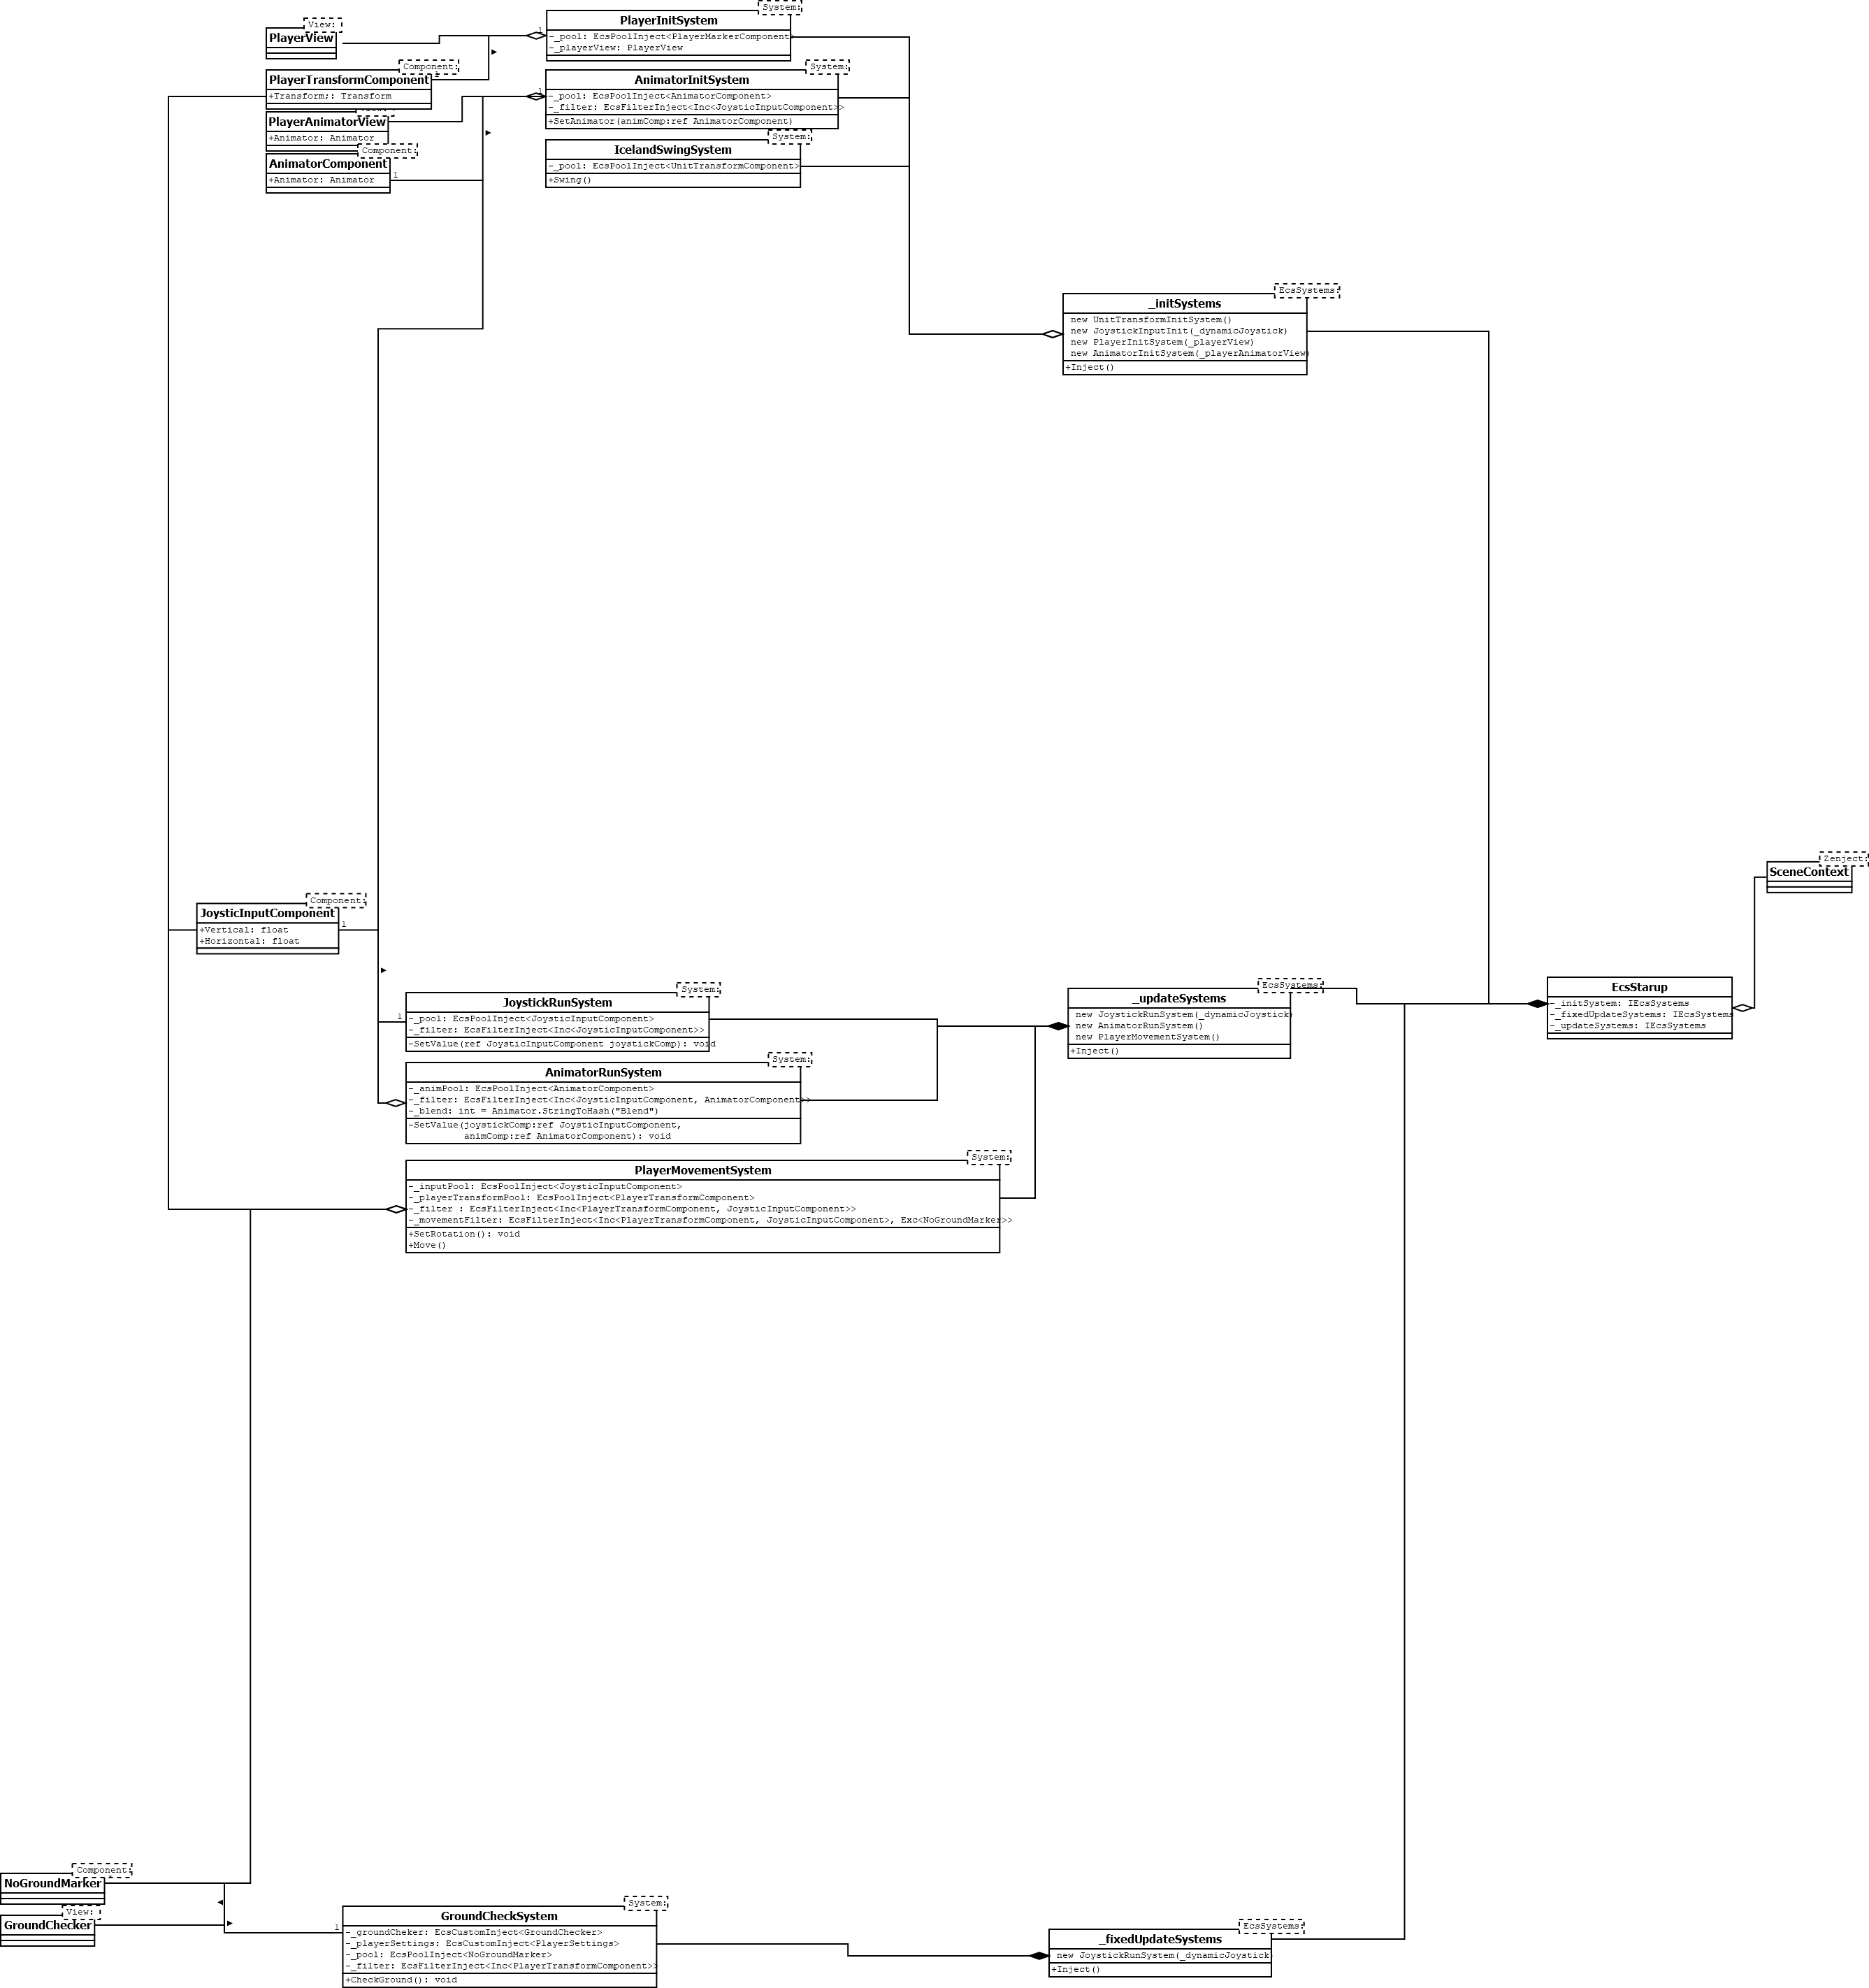 View:
PlayerView
Component:
PlayerTransformComponent
1
+Transform;: Transform
PlayerAnimatorView
+Animator: Animator
Component:
AnimatorComponent
+Animator: Animator
1
System:
PlayerInitSystem
1
-_pool: EcsPoolInject<PlayerMarkerComponent>
-_playerView: PlayerView
System:
AnimatorInitSystem
1
-_pool: EcsPoolInject<AnimatorComponent>
-_filter: EcsFilterInject<Inc<JoysticInputComponent>>
+SetAnimator(animComp:ref AnimatorComponent)
System:
IcelandSwingSystem
-_pool: EcsPoolInject<UnitTransformComponent>
+Swing()
EcsSystems:
_initSystems
new UnitTransformInitSystem()
new JoystickInputInit(_dynamicJoystick)
new PlayerInitSystem(_playerView)
new AnimatorInitSystem(_playerAnimatorView)
+Inject()
Zenject:
SceneContext
Component:
JoysticInputComponent
+Vertical: float
+Horizontal: float
1
System:
JoystickRunSystem
1
-_pool: EcsPoolInject<JoysticInputComponent>
-_filter: EcsFilterInject<Inc<JoysticInputComponent>>
-SetValue(ref JoysticInputComponent joystickComp): void
System:
AnimatorRunSystem
-_animPool: EcsPoolInject<AnimatorComponent>
-_filter: EcsFilterInject<Inc<JoysticInputComponent, AnimatorComponent>>
-_blend: int = Animator.StringToHash("Blend")
-SetValue(joystickComp:ref JoysticInputComponent,
animComp:ref AnimatorComponent): void
System:
PlayerMovementSystem
-_inputPool: EcsPoolInject<JoysticInputComponent>
-_playerTransformPool: EcsPoolInject<PlayerTransformComponent>
-_filter : EcsFilterInject<Inc<PlayerTransformComponent, JoysticInputComponent>>
-_movementFilter: EcsFilterInject<Inc<PlayerTransformComponent, JoysticInputComponent>, Exc<NoGroundMarker>>
+SetRotation(): void
+Move()
EcsSystems:
_updateSystems
new JoystickRunSystem(_dynamicJoystick)
new AnimatorRunSystem()
new PlayerMovementSystem()
+Inject()
EcsStarup
-_initSystem: IEcsSystems
-_fixedUpdateSystems: IEcsSystems
-_updateSystems: IEcsSystems
Component:
NoGroundMarker
View:
GroundChecker
System:
GroundCheckSystem
1
-_groundCheker: EcsCustomInject<GroundChecker>
-_playerSettings: EcsCustomInject<PlayerSettings>
-_pool: EcsPoolInject<NoGroundMarker>
-_filter: EcsFilterInject<Inc<PlayerTransformComponent>>
+CheckGround(): void
EcsSystems:
_fixedUpdateSystems
new JoystickRunSystem(_dynamicJoystick
+Inject()